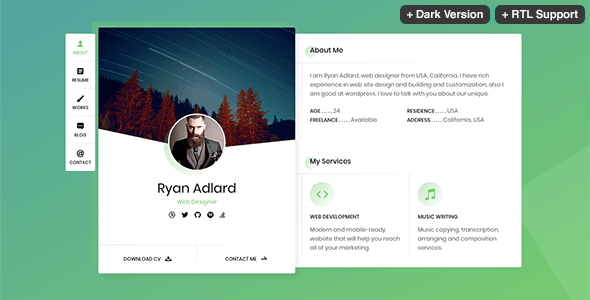 + Dark Version
+ RTL Support
ABOUT
RESUME
WORKS
BLOG
CONTACT
Ryan Adlard
Web Designer
DOWNLOAD CV
CONTACT ME
About Me
I am Ryan Adlard, web designer from USA, California. I have rich
experience in web site design and building and customization, also I
am good at wordpress. I love to talk with you about our unique.
AGE . . . . . 24
RESIDENCE . . . . . USA
FREELANCE . . . . . Available
ADDRESS . . . . . California, USA
My Services
WEB DEVELOPMENT
Modern and mobile-ready
website that will help you reach
all of your marketing.
MUSIC WRITING
Music copying, transcription,
arranging and composition
services.